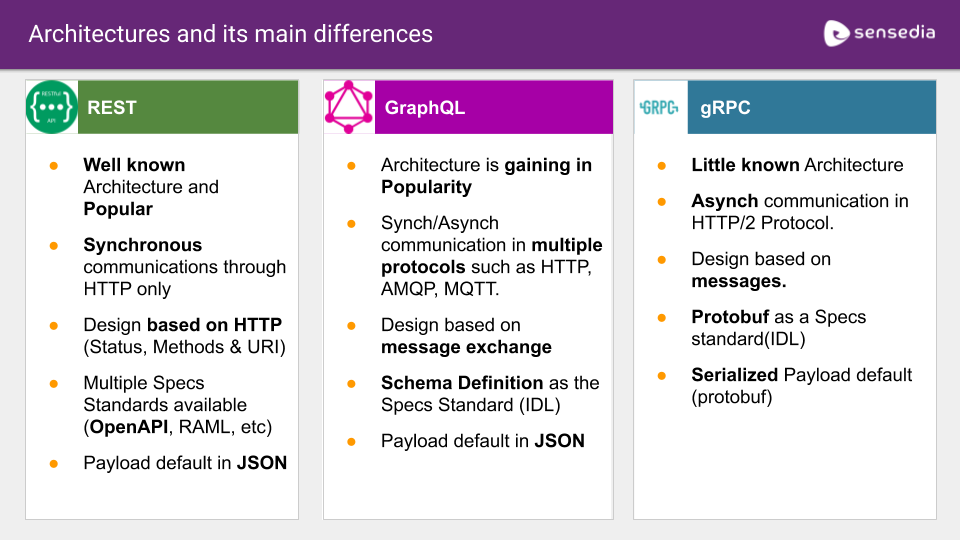 Architectures and its main differences
sensedia
RESTful
{•••}
API
REST
Well known
Architecture and
Popular
Synchronous
communications through
HTTP only
Design based on HTTP
(Status, Methods & URI)
Multiple Specs
Standards available
(OpenAPI, RAML, etc)
Payload default in JSON
GraphQL
Architecture is gaining in
Popularity
Synch/Asynch
communication in multiple
protocols such as HTTP,
AMQP, MQTT.
Design based on
message exchange
Schema Definition as the
Specs Standard (IDL)
Payload default in JSON
GRPC
gRPC
Little known Architecture
Asynch communication in
HTTP/2 Protocol.
Design based on
messages.
Protobuf as a Specs
standard(IDL)
Serialized Payload default
(protobuf)